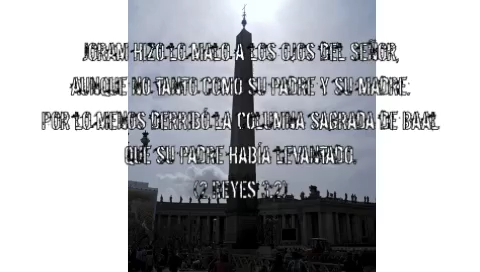 JORAM HIZO LO MALO A LOS OJOS DEL SEÑOR,
AUNQUE NO TANTO COMO SU PADRE Y SU MADRE.
POR LO MENOS DERRIBÓ LA COLUMNA SAGRADA DE BAAL
QUE SU PADRE HABÍA LEVANTADO.
(2 REYES 3:2)